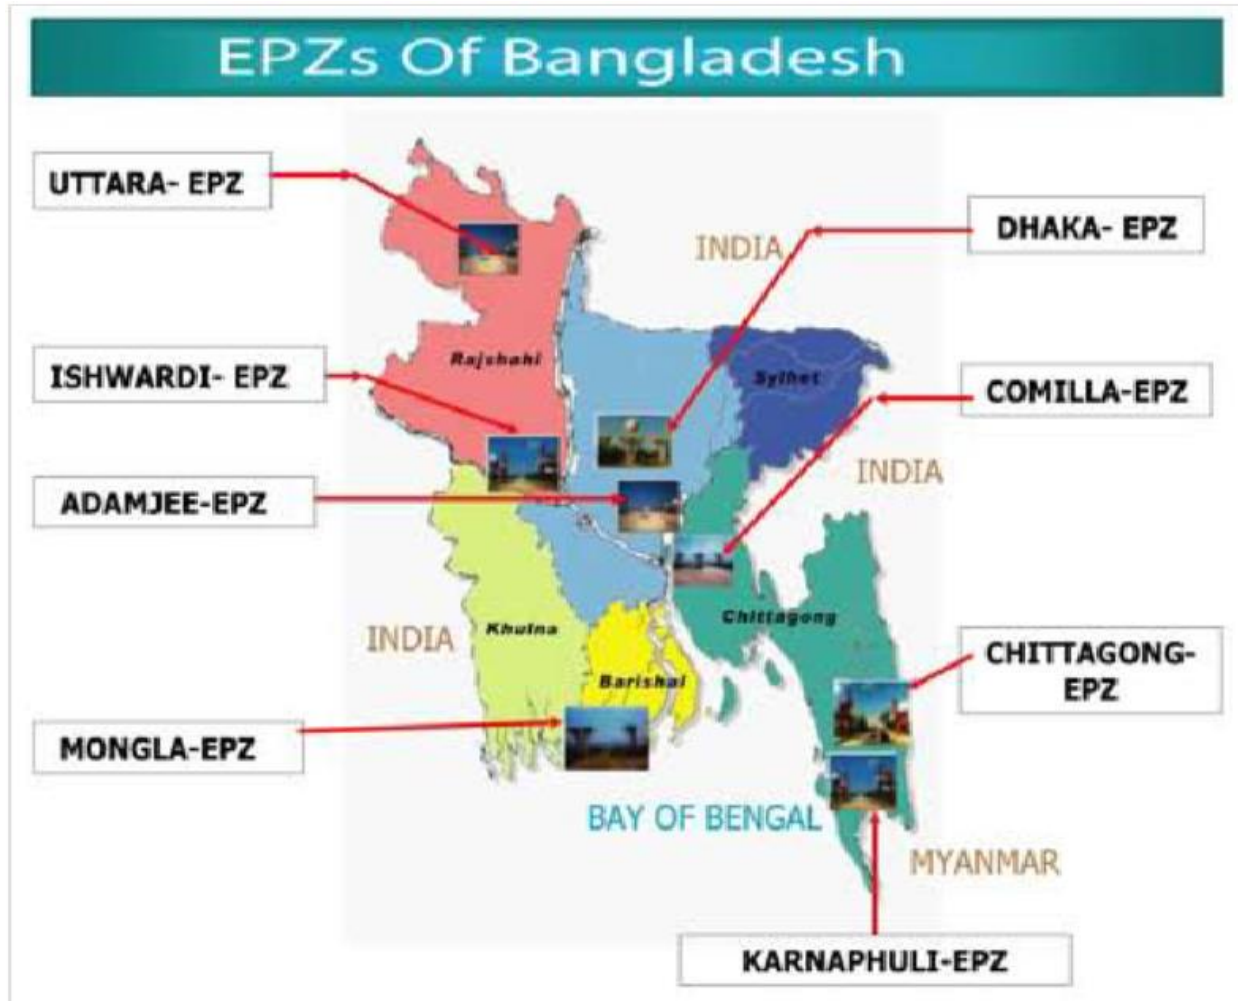 EPZs Of Bangladesh
UTTARA- EPZ
DHAKA- EPZ
INDIA
ISHWARDI- EPZ
Rajshahi
Sylhet
COMILLA-EPZ
INDIA
ADAMJEE-EPZ
INDIA
Khulna
Chittagong
Barishal
CHITTAGONG-
EPZ
MONGLA-EPZ
BAY OF BENGAL
MYANMAR
KARNAPHULI-EPZ